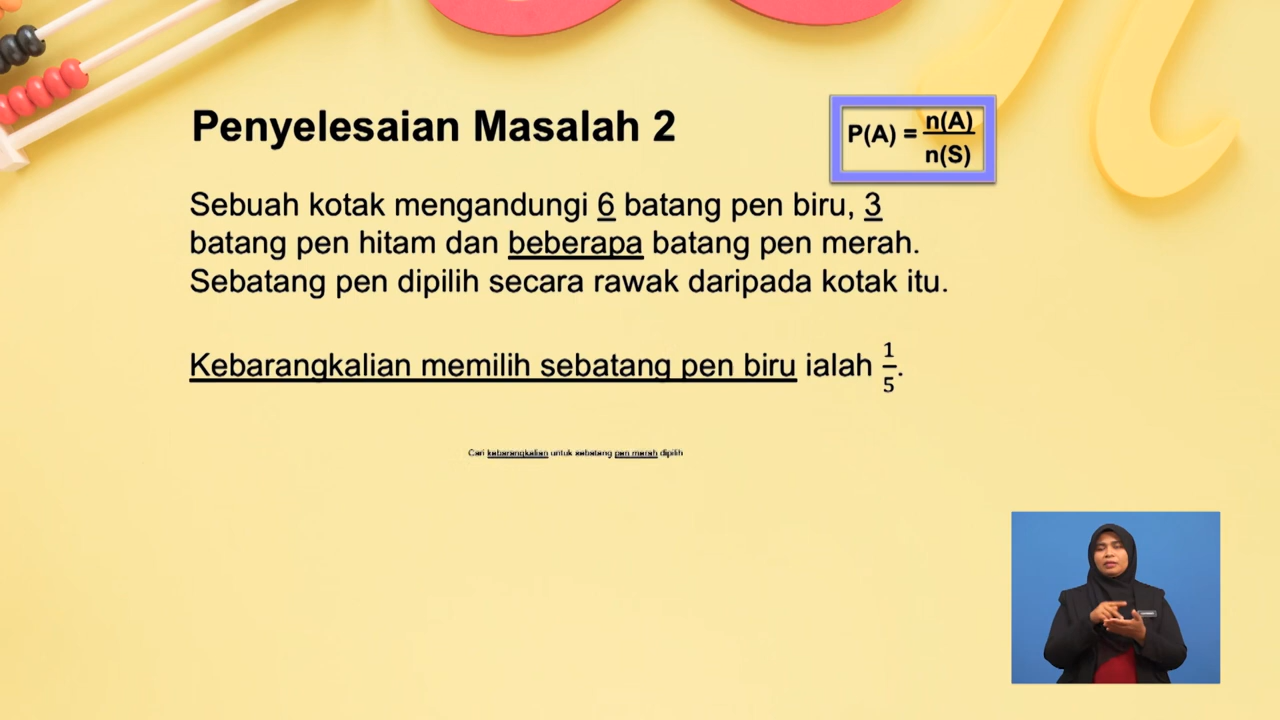 Penyelesaian Masalah 2
P(A) = n(A)
n(S)
Sebuah kotak mengandungi 6 batang pen biru, 3
batang pen hitam dan beberapa batang pen merah.
Sebatang pen dipilih secara rawak daripada kotak itu.
Kebarangkalian memilih sebatang pen biru ialah 1/5.
Cari kebarangkalian untuk sebatang pen merah dipilih